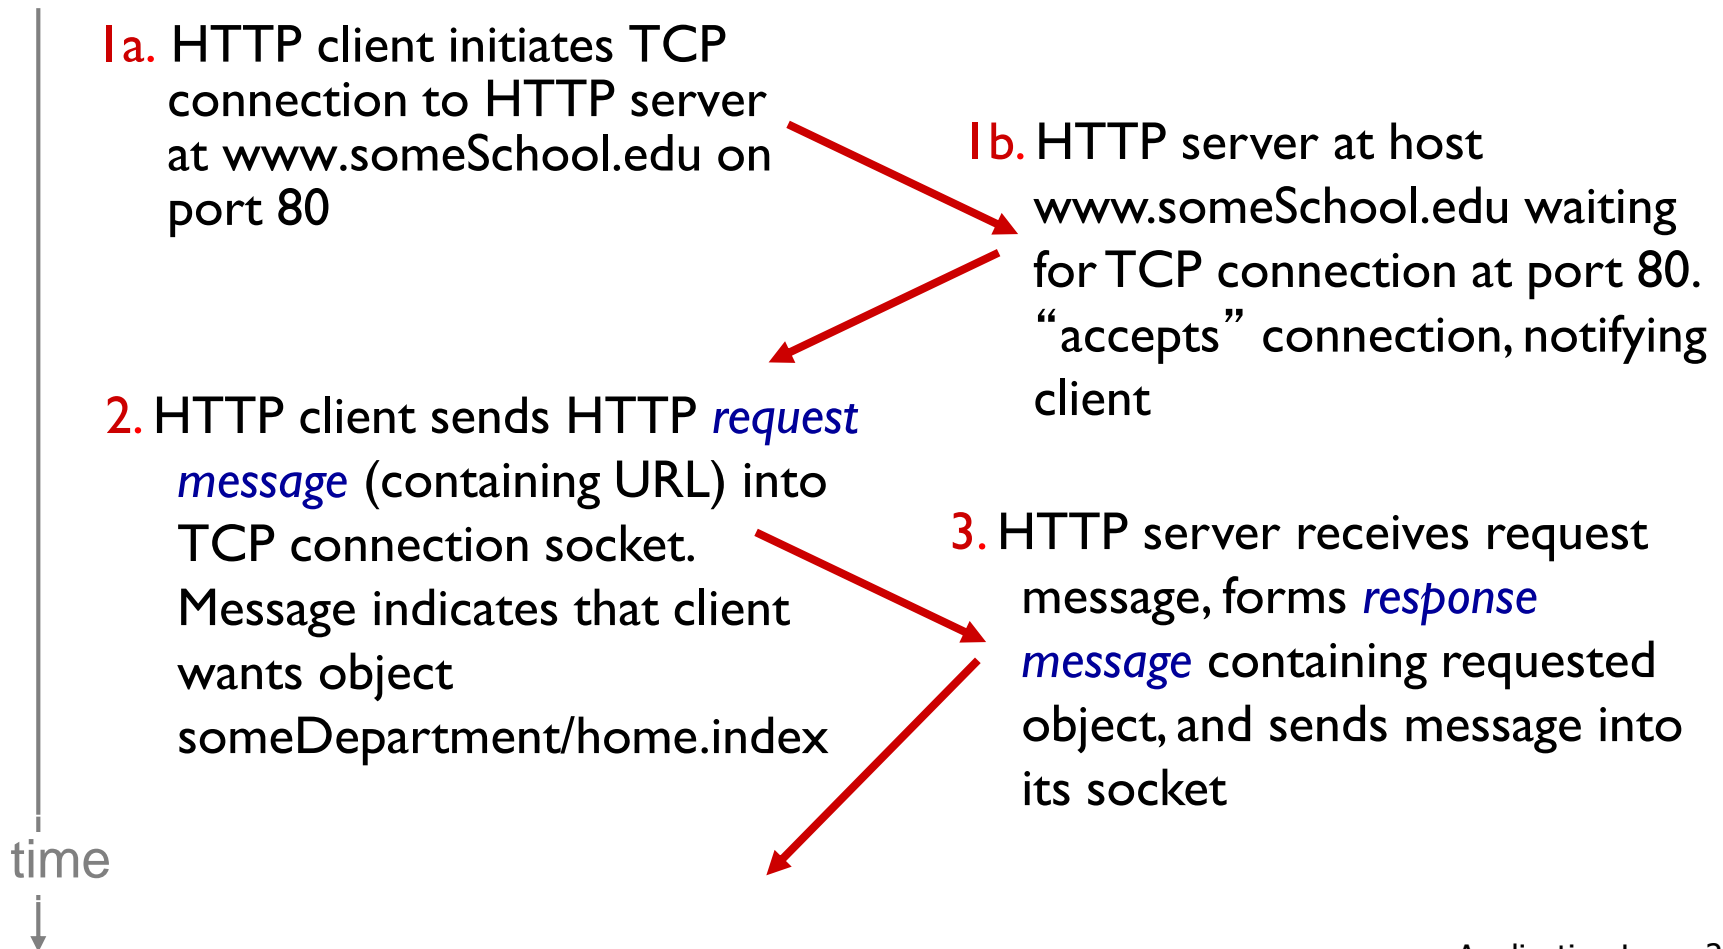 1a. HTTP client initiates TCP
connection to HTTP server
at www.someSchool.edu on
port 80
1b. HTTP server at host
www.someSchool.edu waiting
for TCP connection at port 80.
“accepts” connection, notifying
client
2. HTTP client sends HTTP request
message (containing URL) into
TCP connection socket.
Message indicates that client
wants object
someDepartment/home.index
3. HTTP server receives request
message, forms response
message containing requested
object, and sends message into
its socket
time